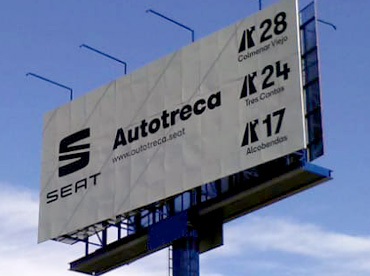 SEAT
Autotreca
www.autotreca.seat
28
Colmenar Viejo
24
Tres Cantos
17
Alcobendas